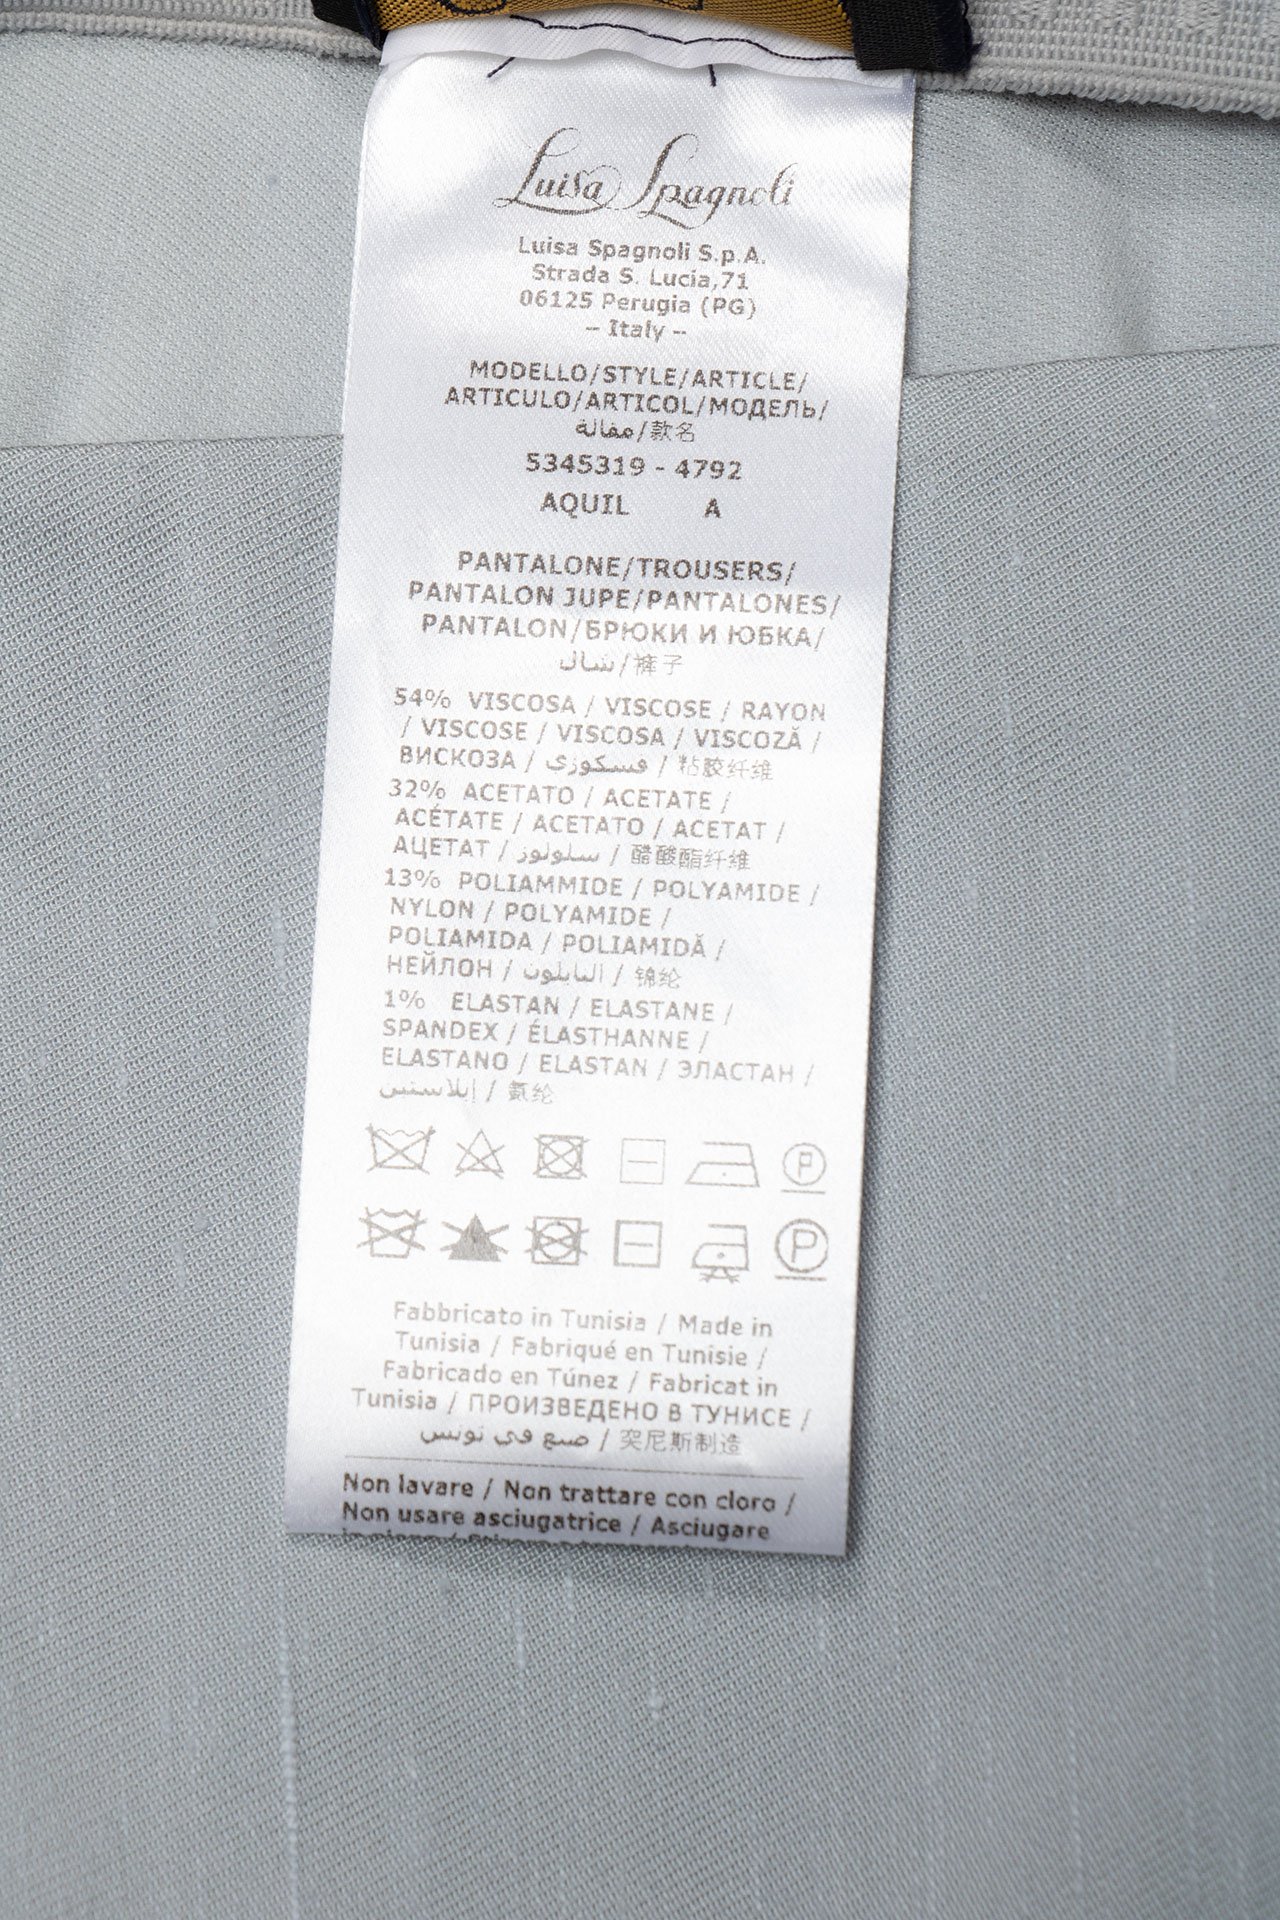 Luisa Spagnoli
Luisa Spagnoli S.p.A.
Strada S. Lucia,71
06125 Perugia (PG)
– Italy --
MODELLO/STYLE/ARTICLE/
ARTICULO/ARTICOL/МОДЕЛЬ/
مقالة/款名
5345319 - 4792
AQUIL A
PANTALONE/TROUSERS/
PANTALON JUPE/PANTALONES/
PANTALON/БРЮКИ И ЮБКА/
شال/裤子
54% VISCOSA / VISCOSE / RAYON
/ VISCOSE / VISCOSA / VISCOZĂ /
ВИСКОЗА / فسكوزى / 粘胶纤维
32% ACETATO / ACETATE /
ACÉTATE / ACETATO / ACETAT /
АЦЕТАТ / سلولوز / 醋酸酯纤维
13% POLIAMMIDE / POLYAMIDE /
NYLON / POLYAMIDE /
POLIAMIDA / POLIAMIDĂ /
НЕЙЛОН / النايلون / 锦纶
1% ELASTAN / ELASTANE /
SPANDEX / ÉLASTHANNE /
ELASTANO / ELASTAN / ЭЛАСТАН /
إيلاستين / 氨纶
P
P
Fabbricato in Tunisia / Made in
Tunisia / Fabriqué en Tunisie /
Fabricado en Túnez / Fabricat in
Tunisia / ПРОИЗВЕДЕНО В ТУНИСЕ /
صنع في تونس / 突尼斯制造
Non lavare / Non trattare con cloro /
Non usare asciugatrice / Asciugare